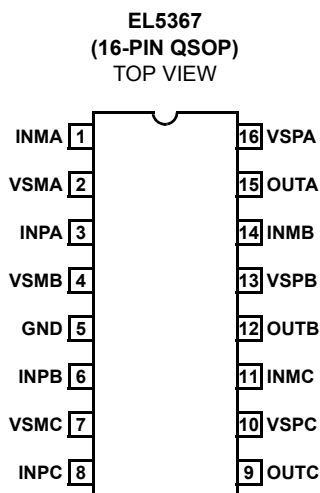 EL5367
(16-PIN QSOP)
TOP VIEW
INMA 1 16 VSPA
VSMA 2 15 OUTA
INPA 3 14 INMB
VSMB 4 13 VSPB
GND 5 12 OUTB
INPB 6 11 INMC
VSMC 7 10 VSPC
INPC 8 9 OUTC